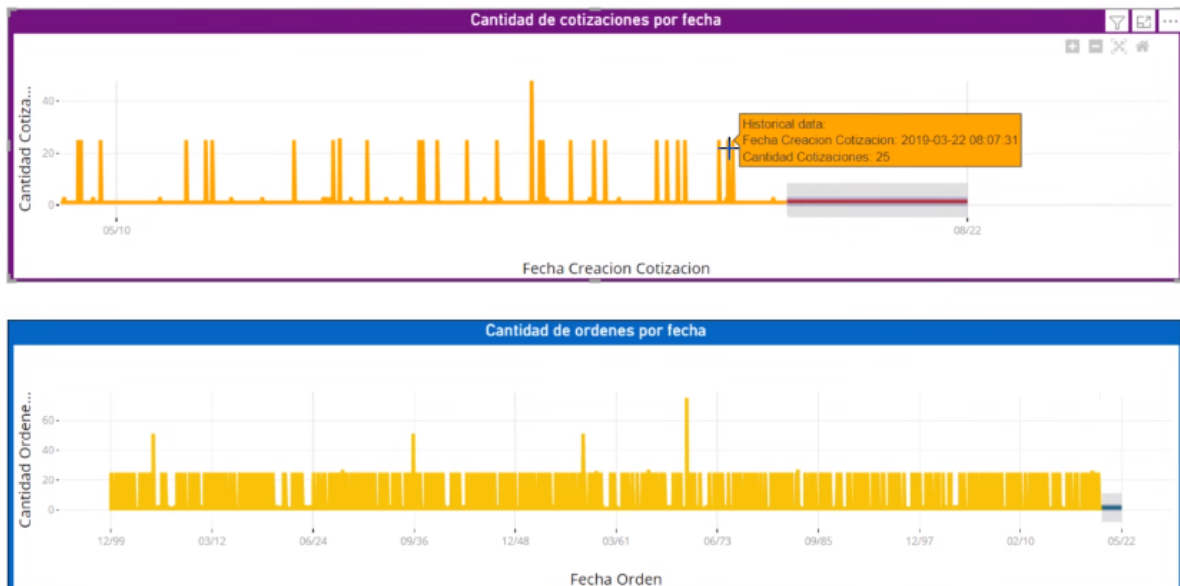 Cantidad de cotizaciones por fecha
Cantidad Cotiza...
40
20
0
Historical data:
Fecha Creacion Cotizacion: 2019-03-22 08:07:31
Cantidad Cotizaciones: 25
05/10
08/22
Fecha Creacion Cotizacion
Cantidad de ordenes por fecha
Cantidad Ordene...
60
40
20
0
12/99
03/12
06/24
09/36
12/48
03/61
06/73
09/85
12/97
02/10
05/22
Fecha Orden